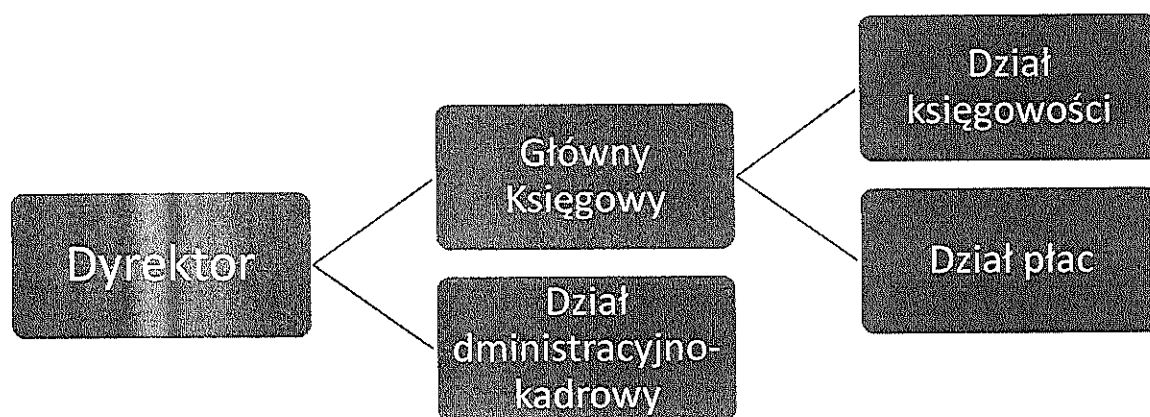 Dyrektor
Główny
Księgowy
Dział
dministracyjno-
kadrowy
Dział
księgowości
Dział płac